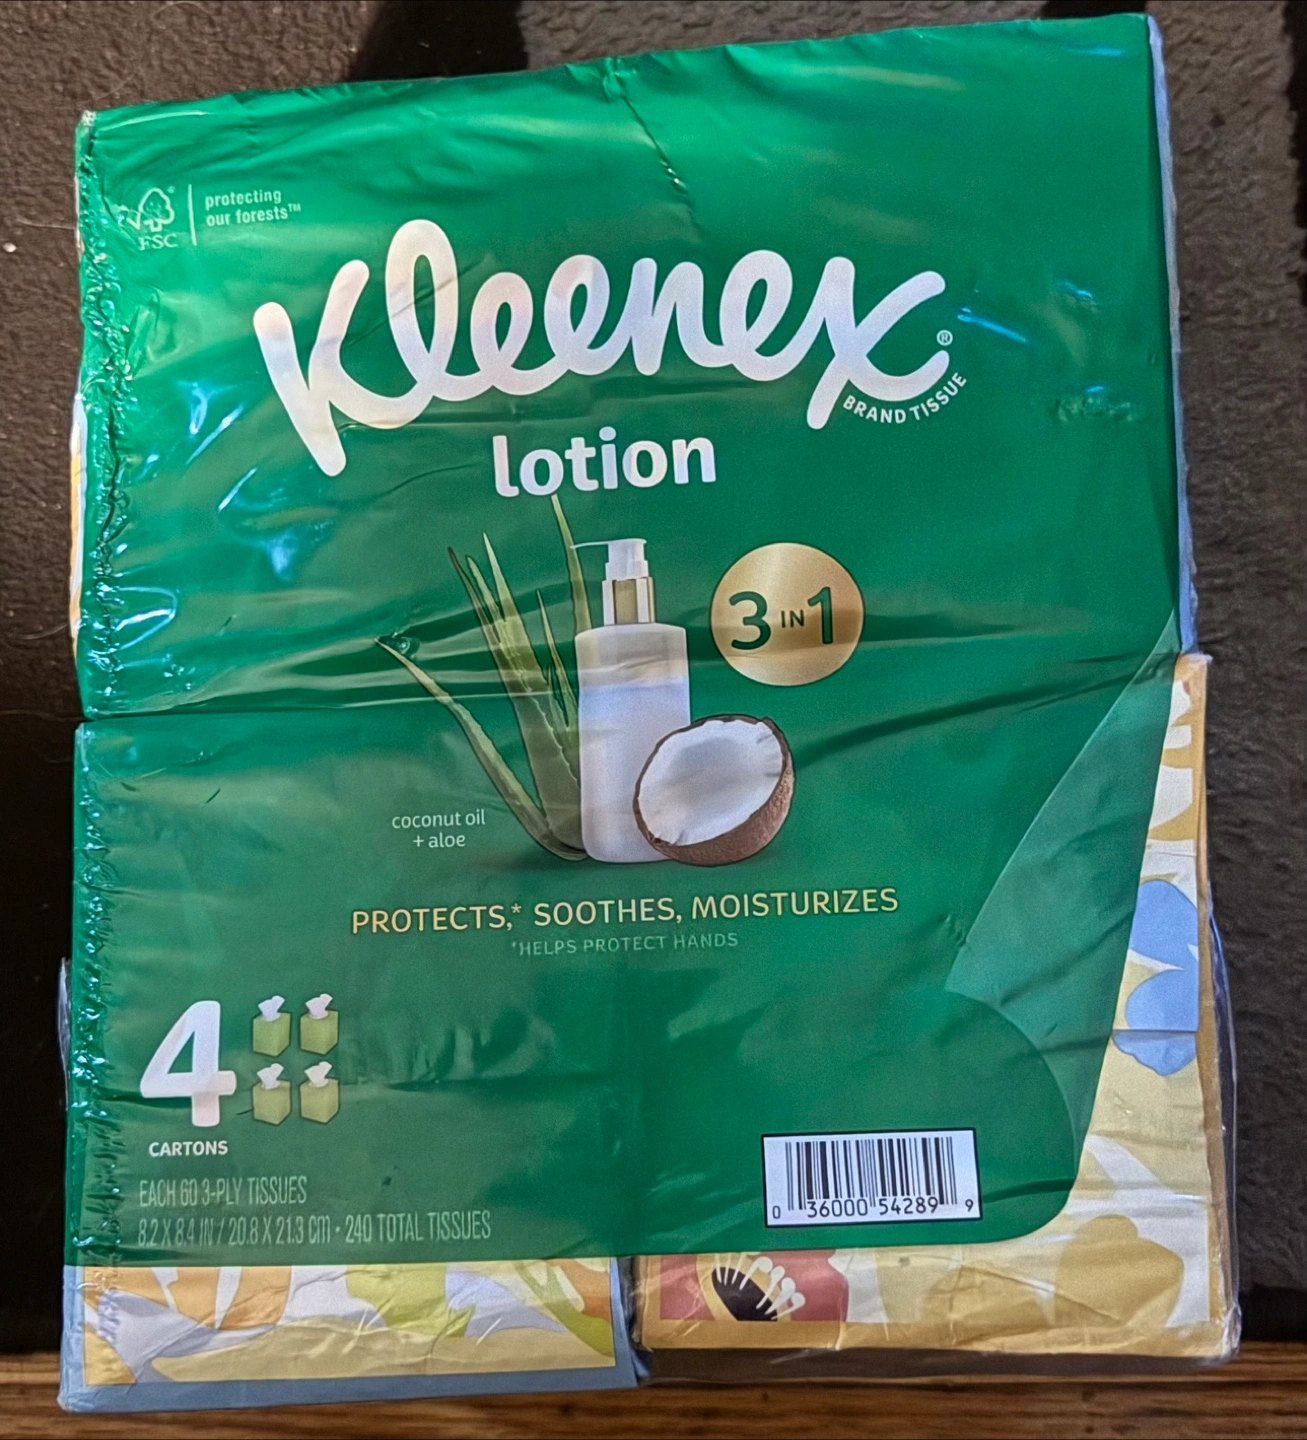 FSC
protecting
our forests™
Kleenex®
BRAND TISSUE
lotion
3 IN 1
coconut oil
+ aloe
PROTECTS,* SOOTHES, MOISTURIZES
*HELPS PROTECT HANDS
4
CARTONS
EACH 60 3-PLY TISSUES
8.2 X 8.4 IN / 20.8 X 21.3 cm • 240 TOTAL TISSUES
0 36000 54289 9